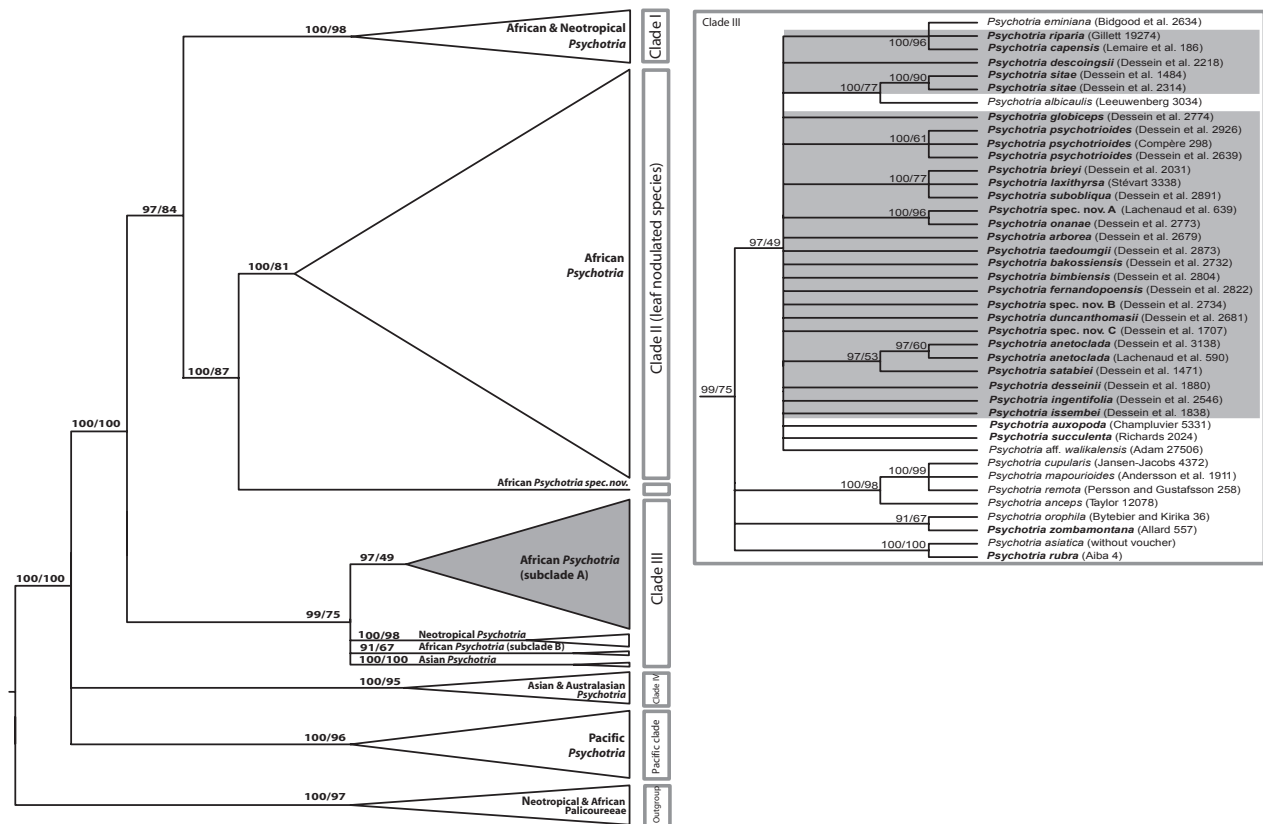 100/98
African & Neotropical
Psychotria
Clade I
97/84
100/81
African
Psychotria
Clade II (leaf nodulated species)
100/87
African Psychotria spec. nov.
100/100
97/49
African Psychotria
(subclade A)
Clade III
100/100
99/75
100/98
Neotropical Psychotria
91/67
African Psychotria (subclade B)
100/100
Asian Psychotria
100/95
Asian & Australasian
Psychotria
Clade IV
100/96
Pacific
Psychotria
Pacific clade
100/97
Neotropical & African
Palicoureeae
Outgroup
Clade III
Psychotria eminiana (Bidgood et al. 2634)
Psychotria riparia (Gillett 19274)
100/96
Psychotria capensis (Lemaire et al. 186)
Psychotria descoingsii (Dessein et al. 2218)
100/90
Psychotria sitae (Dessein et al. 1484)
Psychotria sitae (Dessein et al. 2314)
100/77
Psychotria albicaulis (Leeuwenberg 3034)
Psychotria globiceps (Dessein et al. 2774)
Psychotria psychotrioides (Dessein et al. 2926)
100/61
Psychotria psychotrioides (Compère 298)
Psychotria psychotrioides (Dessein et al. 2639)
Psychotria brieyi (Dessein et al. 2031)
100/77
Psychotria laxithyrsa (Stévart 3338)
Psychotria subobliqua (Dessein et al. 2891)
100/96
Psychotria spec. nov. A (Lachenaud et al. 639)
Psychotria onanae (Dessein et al. 2773)
Psychotria arborea (Dessein et al. 2679)
97/49
Psychotria taedoumgii (Dessein et al. 2873)
Psychotria bakossiensis (Dessein et al. 2732)
Psychotria bimbiensis (Dessein et al. 2804)
Psychotria fernandopoensis (Dessein et al. 2822)
Psychotria spec. nov. B (Dessein et al. 2734)
Psychotria duncanthomasii (Dessein et al. 2681)
Psychotria spec. nov. C (Dessein et al. 1707)
97/60
Psychotria anetoclada (Dessein et al. 3138)
97/53
Psychotria anetoclada (Lachenaud et al. 590)
Psychotria satabiei (Dessein et al. 1471)
Psychotria desseinii (Dessein et al. 1880)
99/75
Psychotria ingentifolia (Dessein et al. 2546)
Psychotria issembei (Dessein et al. 1838)
Psychotria auxopoda (Champluvier 5331)
Psychotria succulenta (Richards 2024)
Psychotria aff. walikalensis (Adam 27506)
Psychotria cupularis (Jansen-Jacobs 4372)
100/99
Psychotria mapourioides (Andersson et al. 1911)
100/98
Psychotria remota (Persson and Gustafsson 258)
Psychotria anceps (Taylor 12078)
91/67
Psychotria orophila (Bytebier and Kirika 36)
Psychotria zombamontana (Allard 557)
100/100
Psychotria asiatica (without voucher)
Psychotria rubra (Aiba 4)